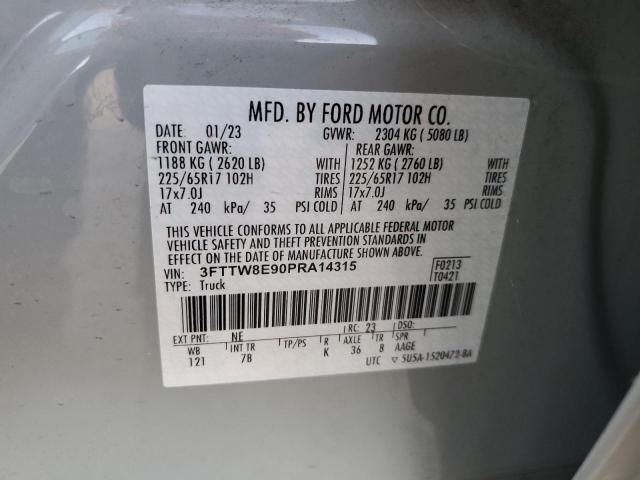 MFD. BY FORD MOTOR CO.
DATE: 01/23 GVWR: 2304 KG ( 5080 LB)
FRONT GAWR: REAR GAWR:
1188 KG ( 2620 LB) WITH 1252 KG ( 2760 LB) WITH
225/65R17 102H TIRES 225/65R17 102H TIRES
17x7.0J RIMS 17x7.0J RIMS
AT 240 kPa/ 35 PSI COLD AT 240 kPa/ 35 PSI COLD
THIS VEHICLE CONFORMS TO ALL APPLICABLE FEDERAL MOTOR
VEHICLE SAFETY AND THEFT PREVENTION STANDARDS IN
EFFECT ON THE DATE OF MANUFACTURE SHOWN ABOVE.
VIN: 3FTTW8E90PRA14315 F0213
TYPE: Truck T0421
EXT PNT: NE RC: 23 DSO:
WB INT TR TP/PS R AXLE TR SPR
121 7B K 36 8 AAGE
UTC ▽ 5U5A-1520472-BA